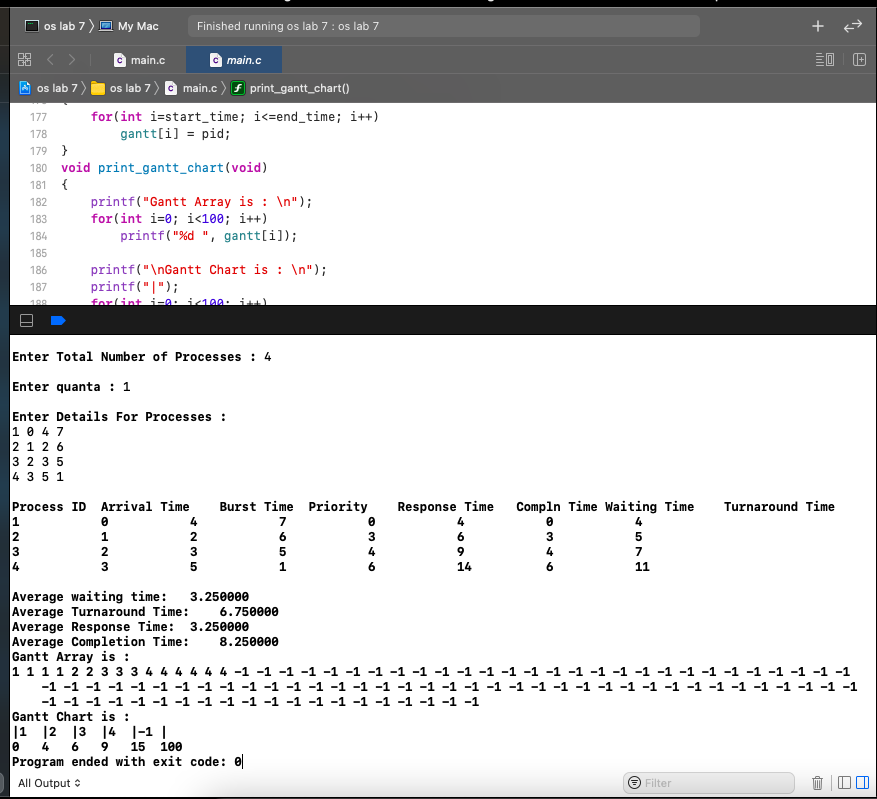 os lab 7 〉 My Mac
Finished running os lab 7 : os lab 7
main.c
main.c
os lab 7 〉 os lab 7 〉 main.c 〉 print_gantt_chart()
177 for(int i=start_time; i<=end_time; i++)
178 gantt[i] = pid;
179 }
180 void print_gantt_chart(void)
181 {
182 printf("Gantt Array is : \n");
183 for(int i=0; i<100; i++)
184 printf("%d ", gantt[i]);
185
186 printf("\nGantt Chart is : \n");
187 printf("|");
188 for(int i=0; i<100; i++)
Enter Total Number of Processes : 4
Enter quanta : 1
Enter Details For Processes :
1 0 4 7
2 1 2 6
3 2 3 5
4 3 5 1
Process ID Arrival Time Burst Time Priority Response Time Compln Time Waiting Time Turnaround Time
1 0 4 7 0 4 0 4
2 1 2 6 3 6 3 5
3 2 3 5 4 9 4 7
4 3 5 1 6 14 6 11
Average waiting time: 3.250000
Average Turnaround Time: 6.750000
Average Response Time: 3.250000
Average Completion Time: 8.250000
Gantt Array is :
1 1 1 1 2 2 3 3 3 4 4 4 4 4 4 -1 -1 -1 -1 -1 -1 -1 -1 -1 -1 -1 -1 -1 -1 -1 -1 -1 -1 -1 -1 -1 -1 -1 -1 -1 -1 -1 -1
-1 -1 -1 -1 -1 -1 -1 -1 -1 -1 -1 -1 -1 -1 -1 -1 -1 -1 -1 -1 -1 -1 -1 -1 -1 -1 -1 -1 -1 -1 -1 -1 -1 -1 -1 -1 -1
-1 -1 -1 -1 -1 -1 -1 -1 -1 -1 -1 -1 -1 -1 -1 -1 -1 -1 -1 -1
Gantt Chart is :
|1 |2 |3 |4 |-1 |
0 4 6 9 15 100
Program ended with exit code: 0
All Output
Filter